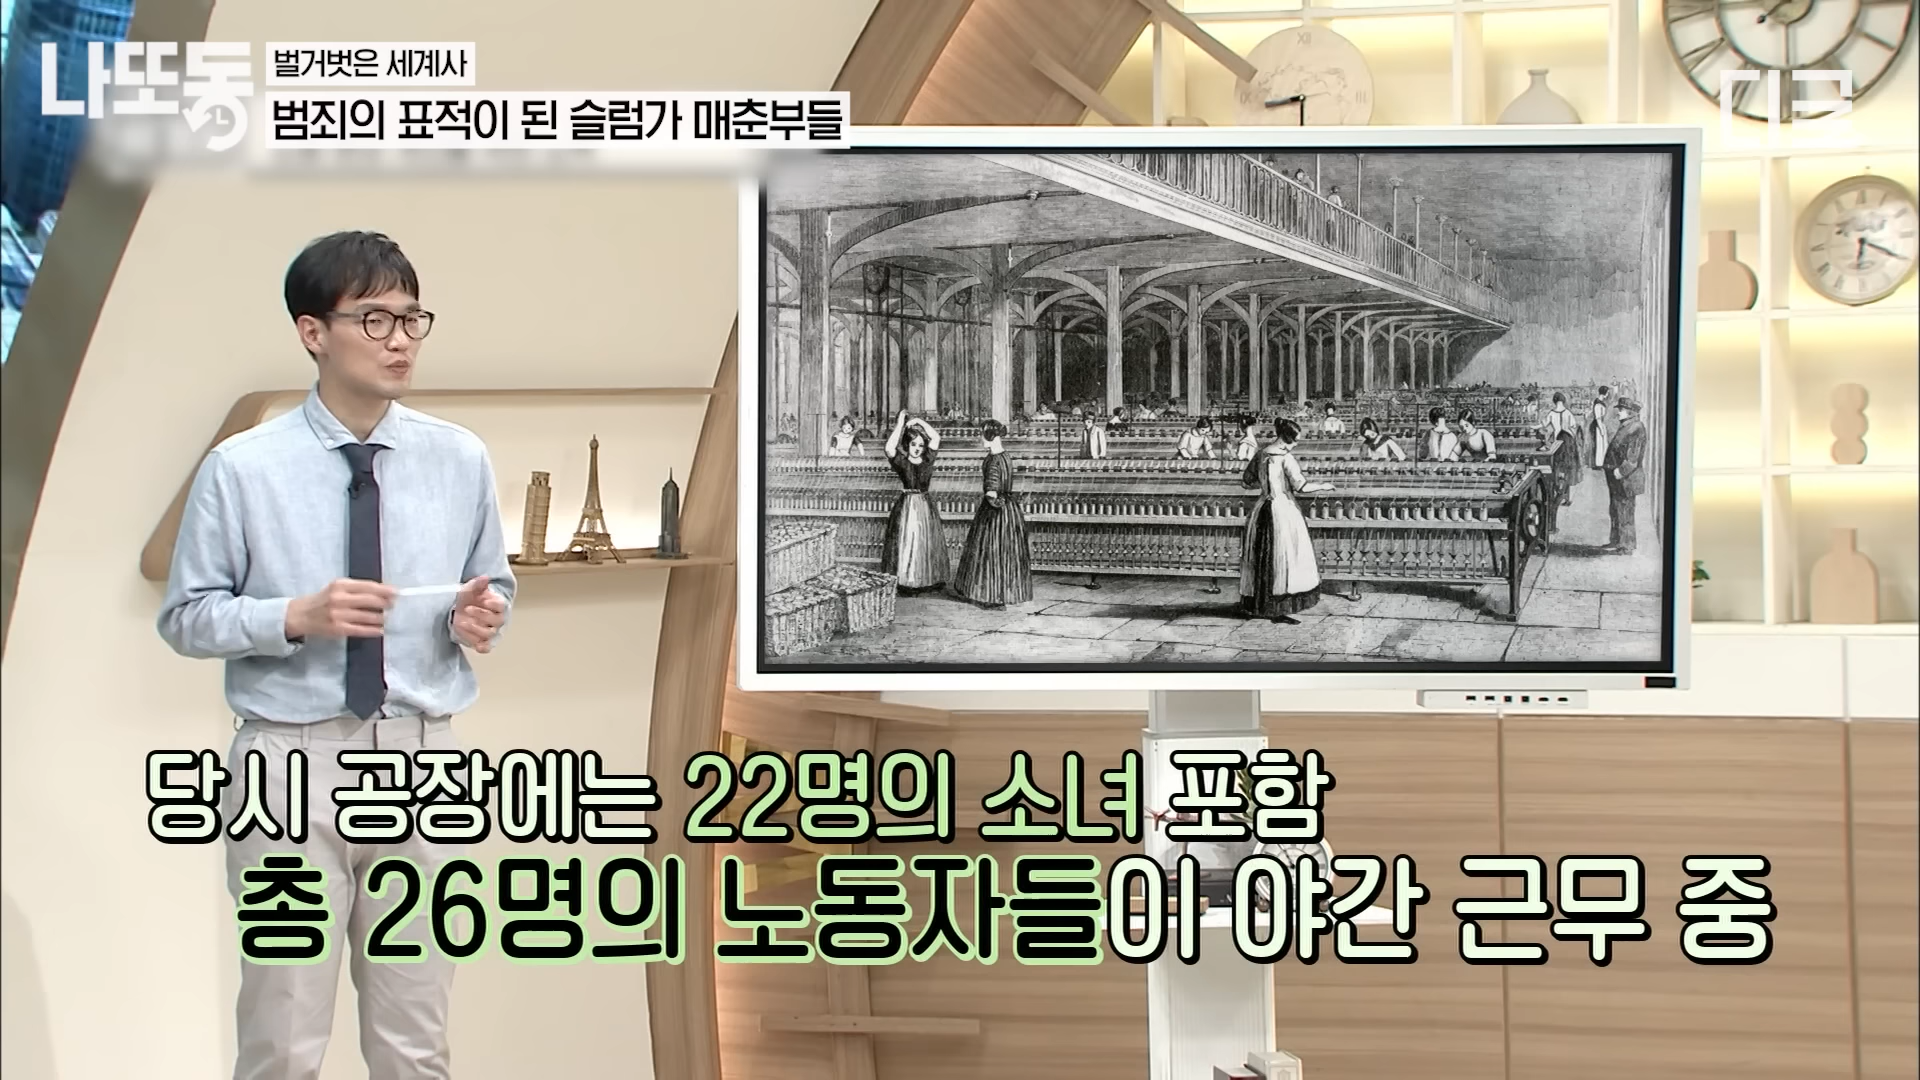 나또동
벌거벗은 세계사
범죄의 표적이 된 슬럼가 매춘부들
디글
당시 공장에는 22명의 소녀 포함
총 26명의 노동자들이 야간 근무 중